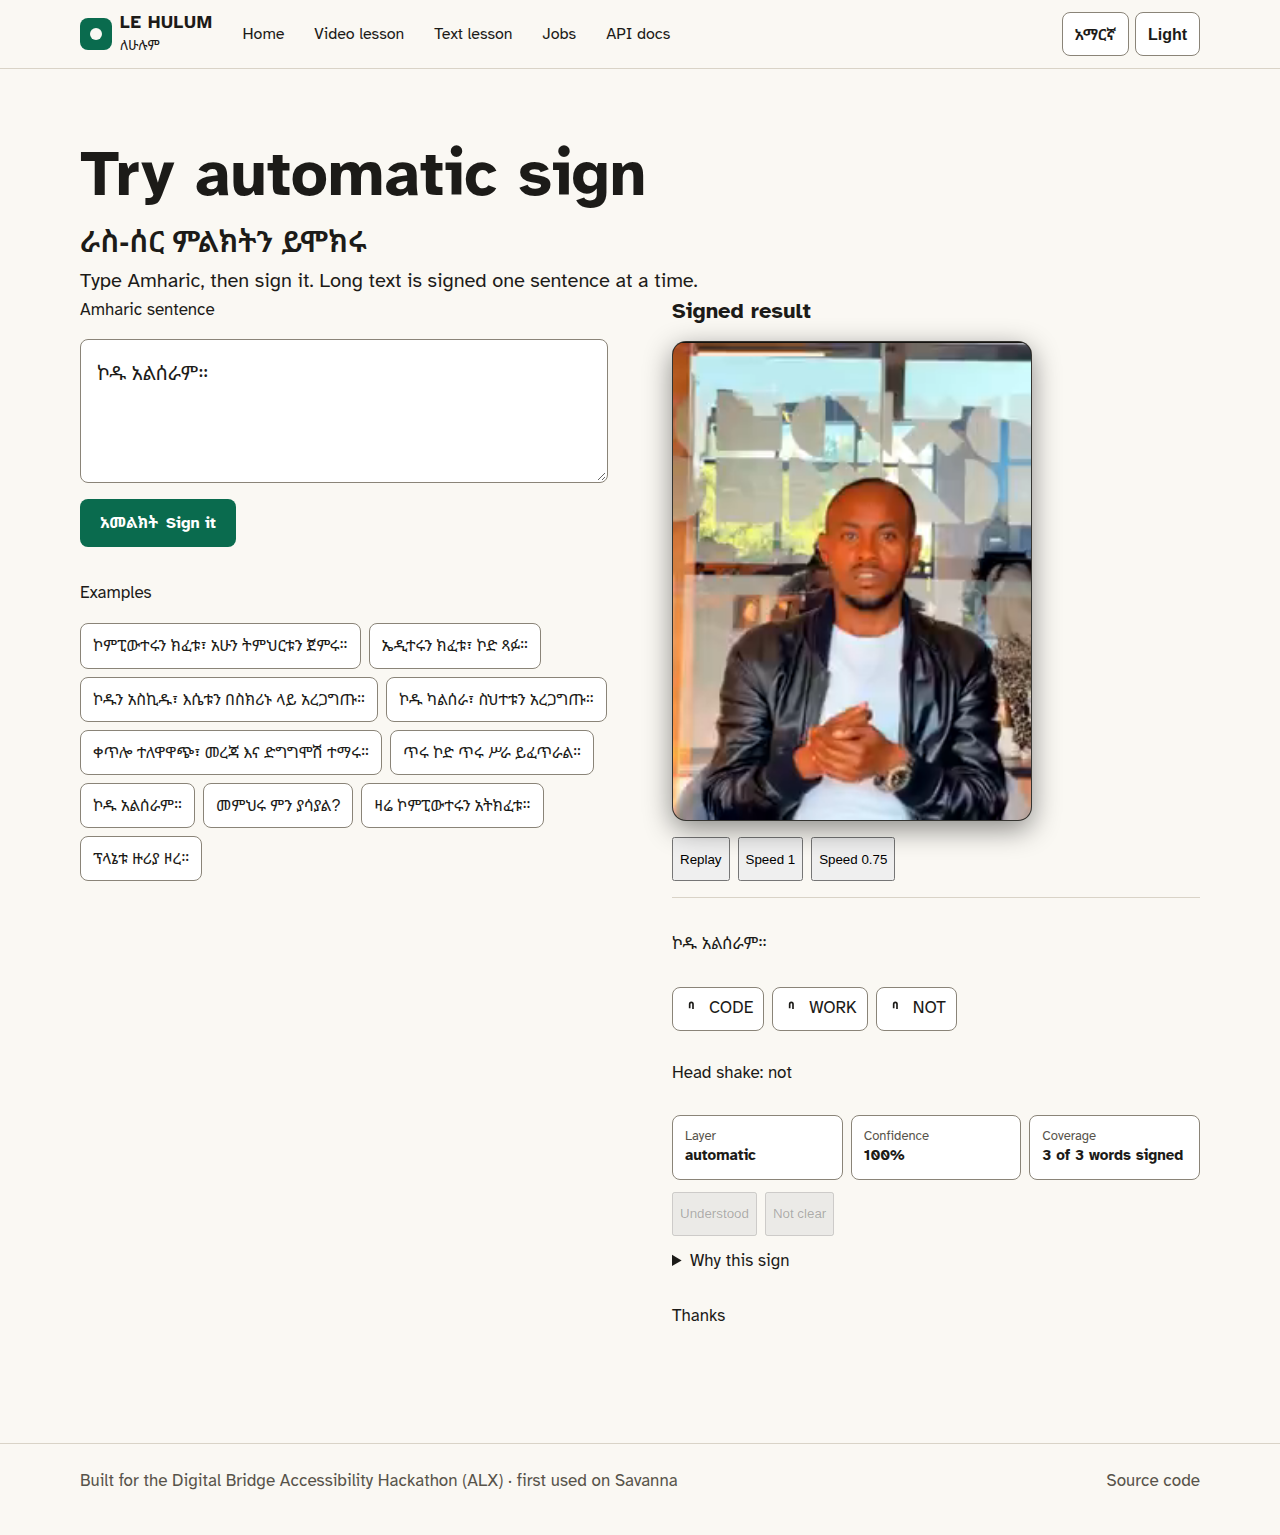 LE HULUM
ለሁሉም
Home
Video lesson
Text lesson
Jobs
API docs
አማርኛ
Light
Try automatic sign
ራስ-ሰር ምልክትን ይሞክሩ
Type Amharic, then sign it. Long text is signed one sentence at a time.
Amharic sentence
ኮዱ አልሰራም።
አመልክት Sign it
Examples
ኮምፒውተሩን ክፈቱ፣ አሁን ትምህርቱን ጀምሩ።
ኤዲተሩን ክፈቱ፣ ኮድ ጻፉ።
ኮዱን አስኪዱ፣ እሴቱን በስክሪኑ ላይ አረጋግጡ።
ኮዱ ካልሰራ፣ ስህተቱን አረጋግጡ።
ቀጥሎ ተለዋዋጭ፣ መረጃ እና ድግግሞሽ ተማሩ።
ጥሩ ኮድ ጥሩ ሥራ ይፈጥራል።
ኮዱ አልሰራም።
መምህሩ ምን ያሳያል?
ዛሬ ኮምፒውተሩን አትክፈቱ።
ፕላኔቱ ዙሪያ ዞረ።
Signed result
Replay
Speed 1
Speed 0.75
ኮዱ አልሰራም።
በ CODE
በ WORK
በ NOT
Head shake: not
Layer
automatic
Confidence
100%
Coverage
3 of 3 words signed
Understood
Not clear
Why this sign
Thanks
Built for the Digital Bridge Accessibility Hackathon (ALX) · first used on Savanna
Source code